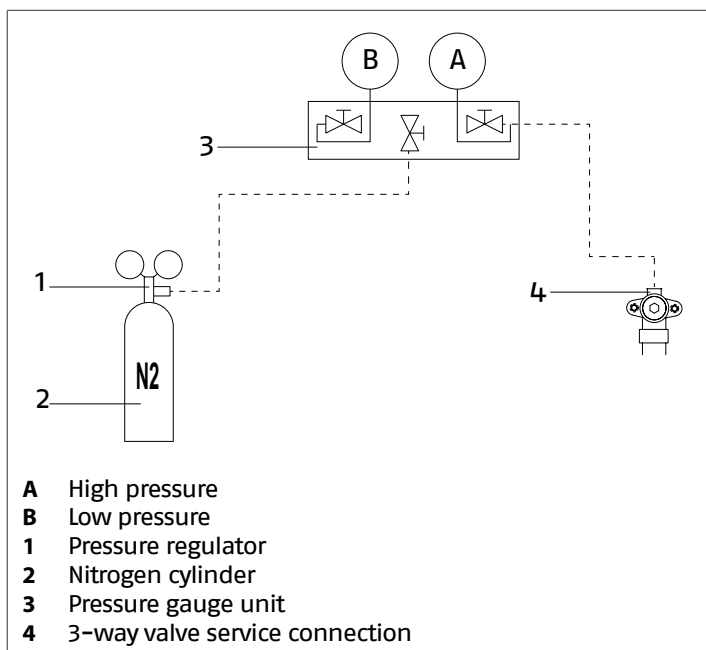 B A
3
1
4
N2
2
A High pressure
B Low pressure
1 Pressure regulator
2 Nitrogen cylinder
3 Pressure gauge unit
4 3-way valve service connection